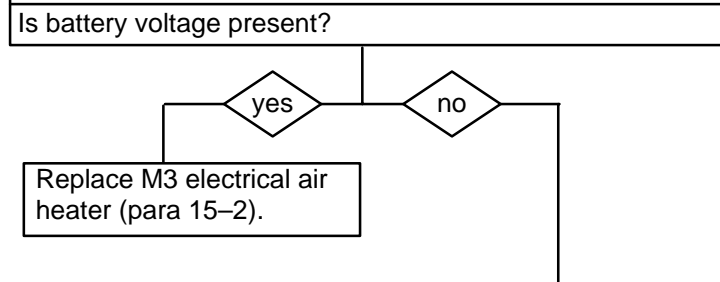 Is battery voltage present?
yes
no
Replace M3 electrical air
heater (para 15–2).